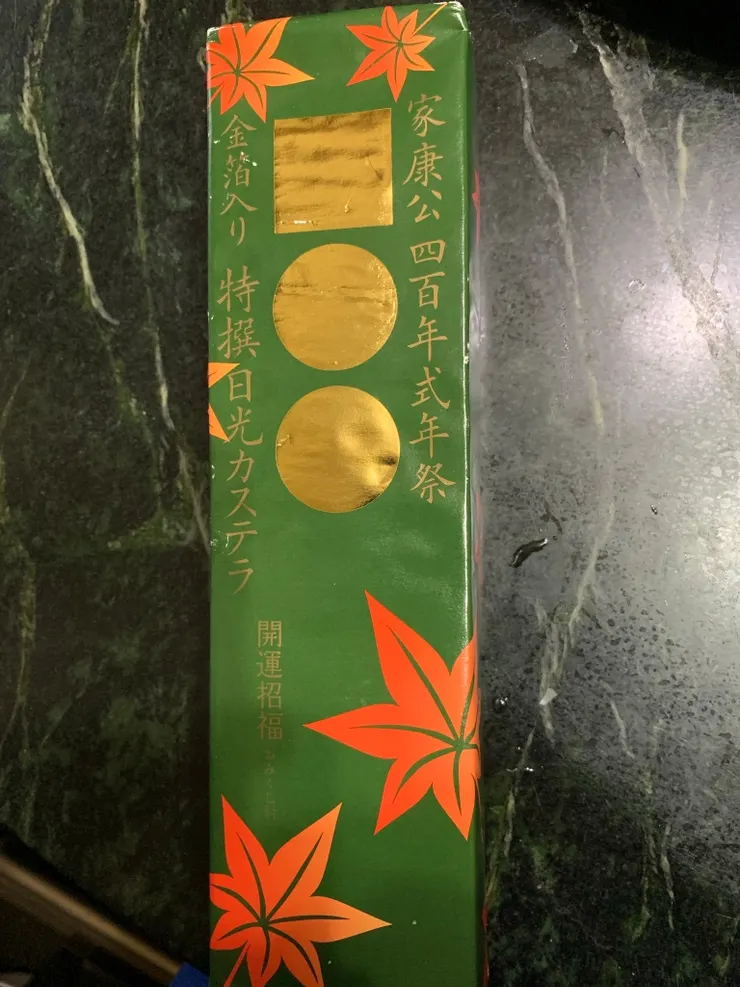 家康公四百年式年祭
金箔入り 特撰日光カステラ
開運招福